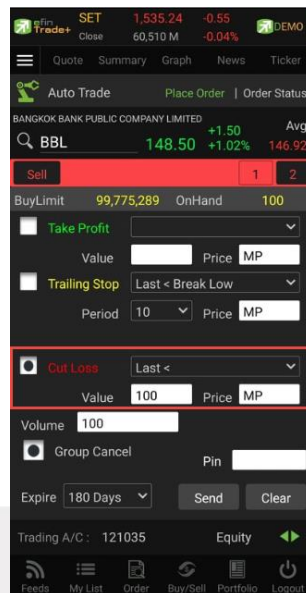 efin Trade+ SET 1,535.24 -0.55 DEMO
Close 60,510 M -0.04%
Quote Summary Graph News Ticker
Auto Trade Place Order | Order Status
BANGKOK BANK PUBLIC COMPANY LIMITED +1.50 Avg
BBL 148.50 +1.02% 146.92
Sell 1 2
BuyLimit 99,775,289 OnHand 100
Take Profit
Value Price MP
Trailing Stop Last < Break Low
Period 10 Price MP
Cut Loss Last <
Value 100 Price MP
Volume 100
Group Cancel Pin
Expire 180 Days Send Clear
Trading A/C : 121035 Equity
Feeds My List Order Buy/Sell Portfolio Logout